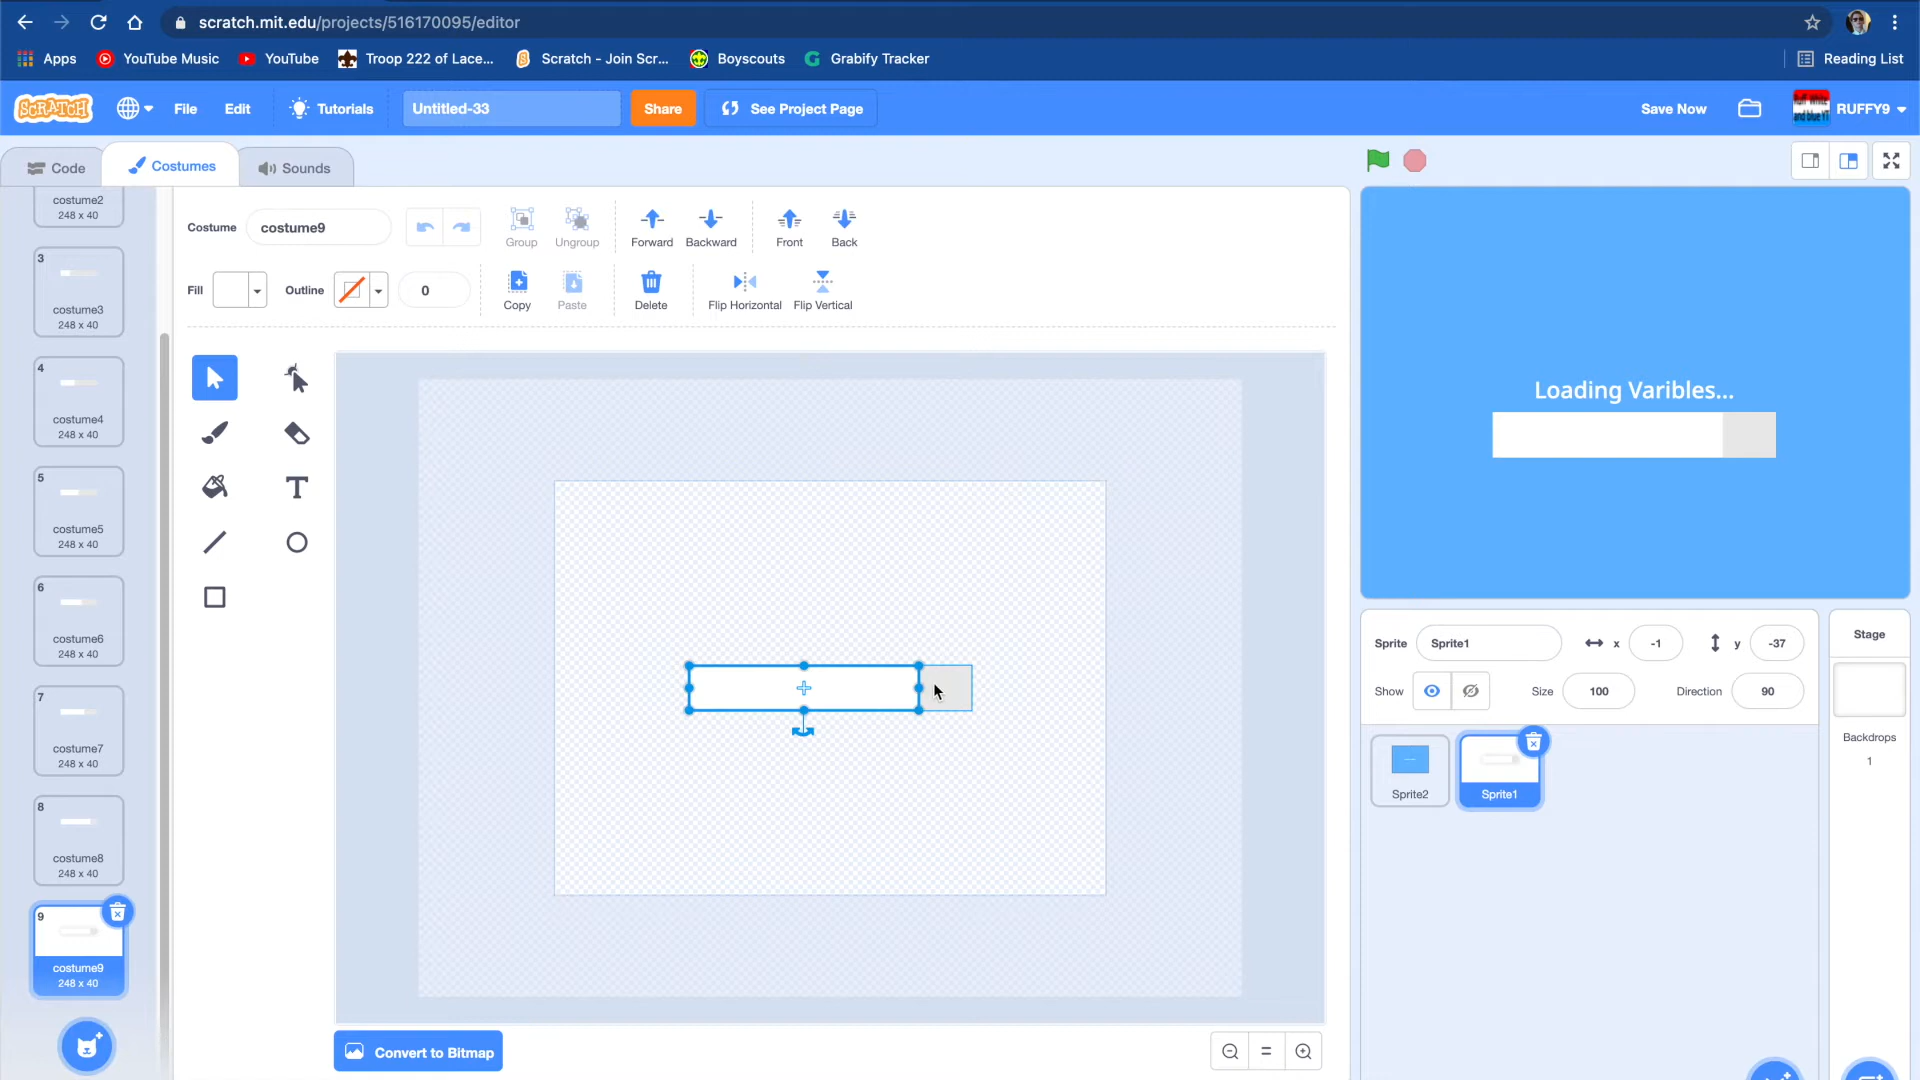 scratch.mit.edu/projects/516170095/editor
Apps YouTube Music YouTube Troop 222 of Lace... Scratch - Join Scr... Boyscouts Grabify Tracker Reading List
SCRATCH File Edit Tutorials Untitled-33 Share See Project Page Save Now RUFFY9
Code Costumes Sounds
costume2
248 x 40
3
costume3
248 x 40
4
costume4
248 x 40
5
costume5
248 x 40
6
costume6
248 x 40
7
costume7
248 x 40
8
costume8
248 x 40
9
costume9
248 x 40
Costume costume9 Group Ungroup Forward Backward Front Back
Fill Outline 0 Copy Paste Delete Flip Horizontal Flip Vertical
T
Convert to Bitmap
Loading Varibles...
Sprite Sprite1 x -1 y -37
Show Size 100 Direction 90
Sprite2 Sprite1
Stage
Backdrops
1